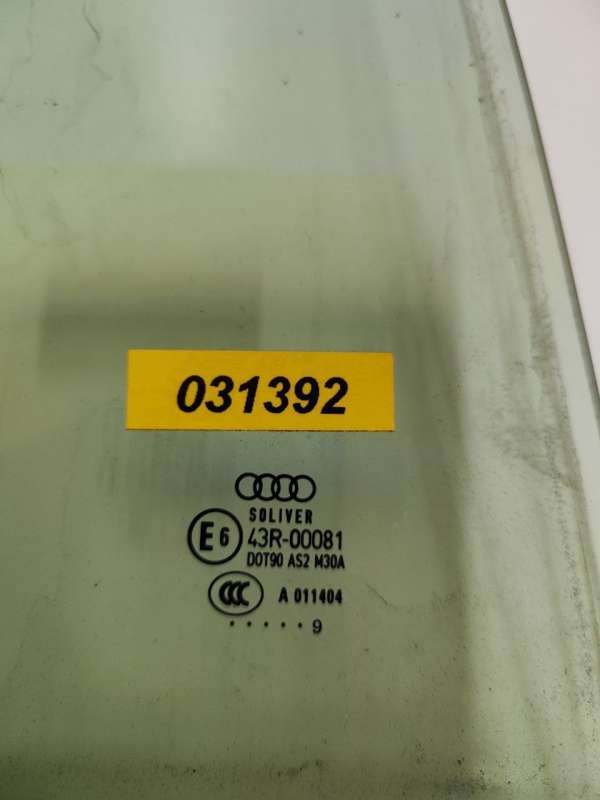 031392
SOLIVER
E6 43R-00081
DOT90 AS2 M30A
CCC A 011404
.....9